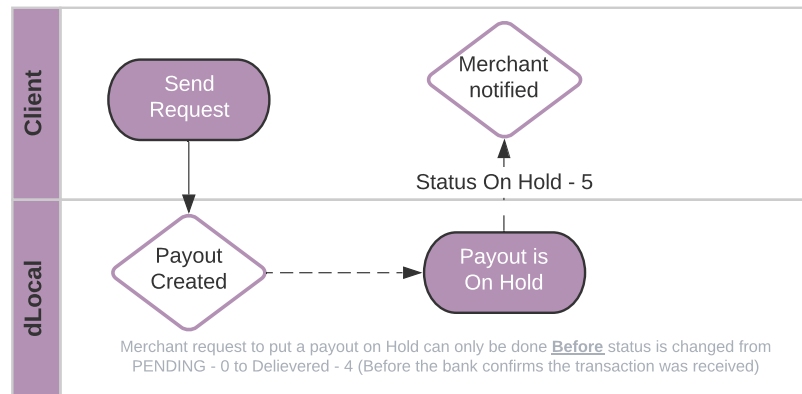 Client
Send
Request
Merchant
notified
Status On Hold - 5
dLocal
Payout
Created
Payout is
On Hold
Merchant request to put a payout on Hold can only be done Before status is changed from
PENDING - 0 to Delievered - 4 (Before the bank confirms the transaction was received)